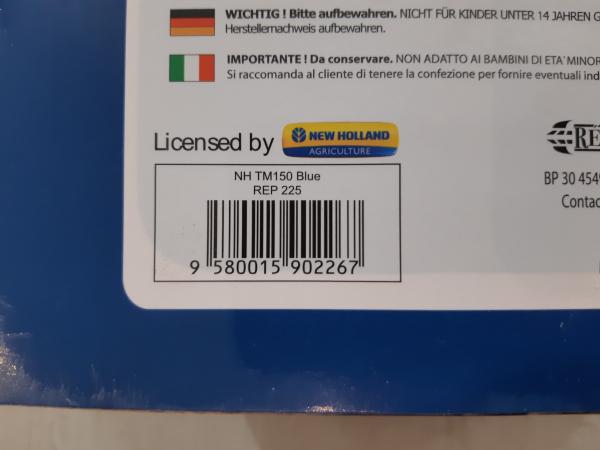 WICHTIG ! Bitte aufbewahren. NICHT FÜR KINDER UNTER 14 JAHREN G
Herstellernachweis aufbewahren.
IMPORTANTE ! Da conservare. NON ADATTO AI BAMBINI DI ETA' MINOR
Si raccomanda al cliente di tenere la confezione per fornire eventuali ind
Licensed by NEW HOLLAND
AGRICULTURE
NH TM150 Blue
REP 225
9 580015 902267
RE
BP 30 4549
Contac